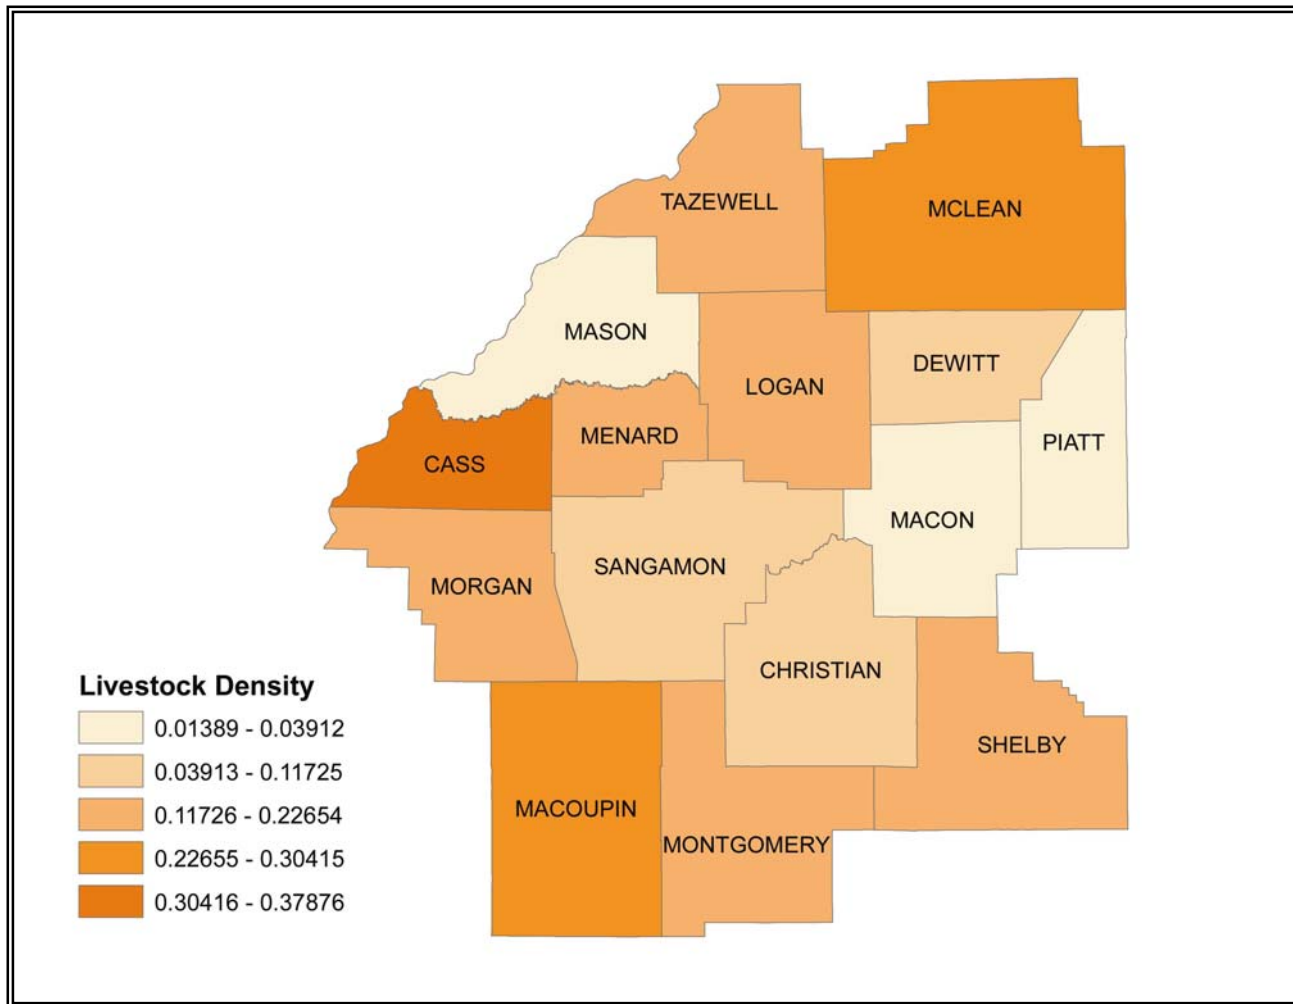 TAZEWELL
MCLEAN
MASON
DEWITT
LOGAN
MENARD
PIATT
CASS
MACON
SANGAMON
MORGAN
CHRISTIAN
SHELBY
MACOUPIN
MONTGOMERY
Livestock Density
0.01389 - 0.03912
0.03913 - 0.11725
0.11726 - 0.22654
0.22655 - 0.30415
0.30416 - 0.37876